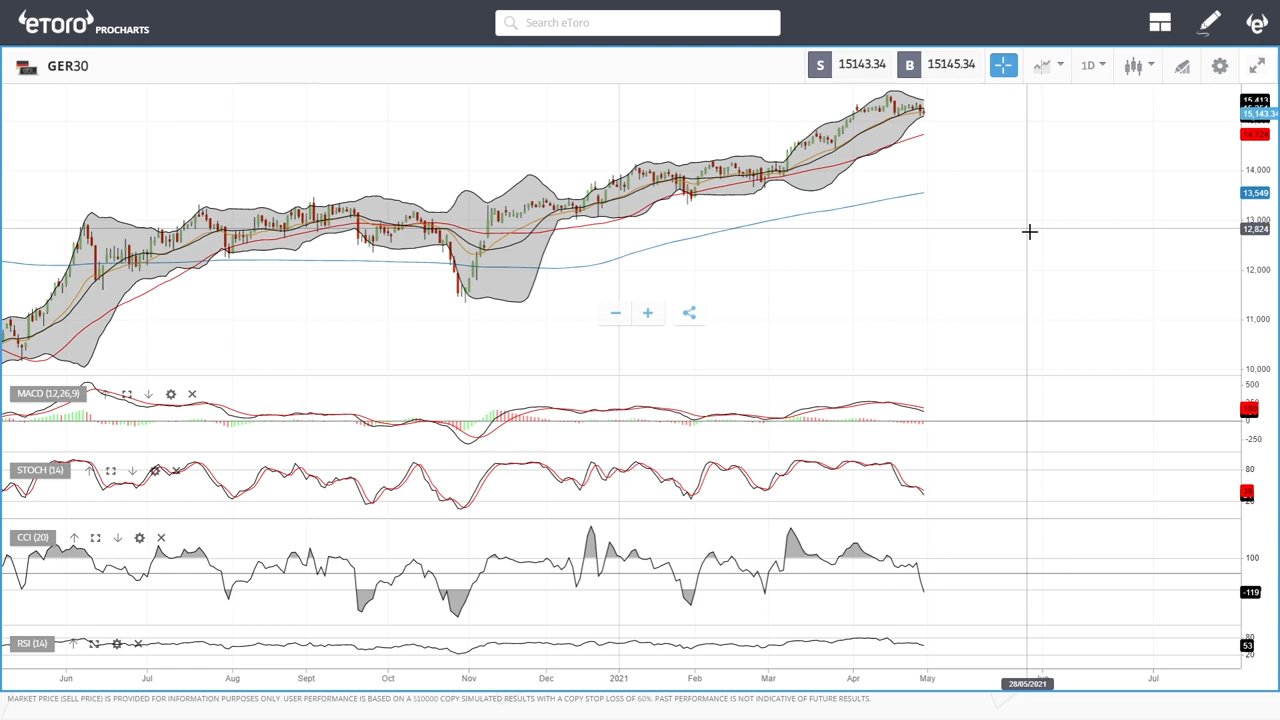 eToro PROCHARTS
Search eToro
GER30
S 15143.34 B 15145.34
1D
15,413
15,143.34
14,724
14,000
13,549
13,000
12,824
12,000
11,000
10,000
MACD (12,26,9)
500
0
-250
STOCH (14)
80
20
CCI (20)
100
-119
RSI (14)
80
53
20
Jun Jul Aug Sept Oct Nov Dec 2021 Feb Mar Apr May Jul
28/05/2021
MARKET PRICE (SELL PRICE) IS PROVIDED FOR INFORMATION PURPOSES ONLY. USER PERFORMANCE IS BASED ON A $10000 COPY SIMULATED RESULTS WITH A COPY STOP LOSS OF 60%. PAST PERFORMANCE IS NOT INDICATIVE OF FUTURE RESULTS.